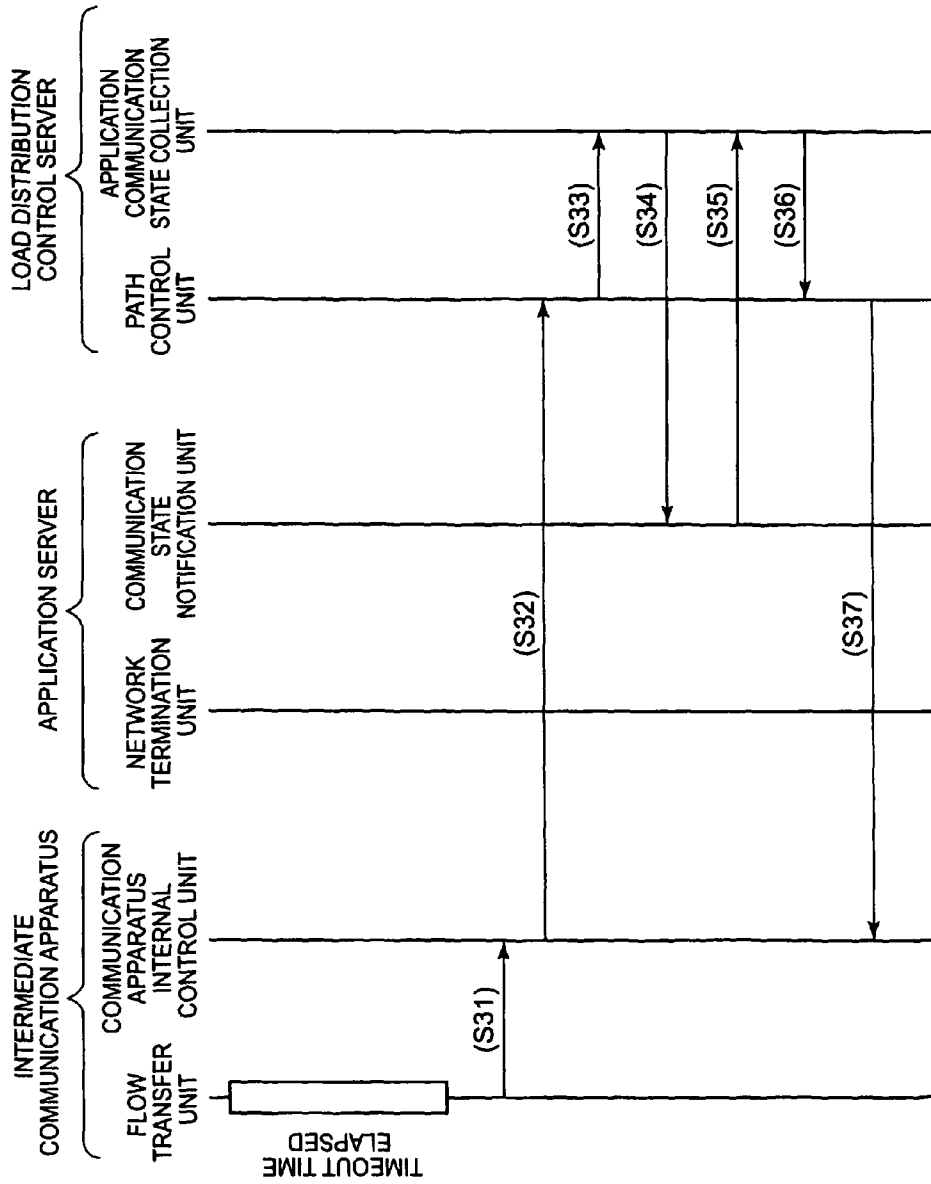 INTERMEDIATE
COMMUNICATION APPARATUS
APPLICATION SERVER
LOAD DISTRIBUTION
CONTROL SERVER
FLOW
TRANSFER
UNIT
COMMUNICATION
APPARATUS
INTERNAL
CONTROL UNIT
NETWORK
TERMINATION
UNIT
COMMUNICATION
STATE
NOTIFICATION UNIT
PATH
CONTROL
UNIT
APPLICATION
COMMUNICATION
STATE COLLECTION
UNIT
TIMEOUT TIME
ELAPSED
(S31)
(S32)
(S33)
(S34)
(S35)
(S36)
(S37)